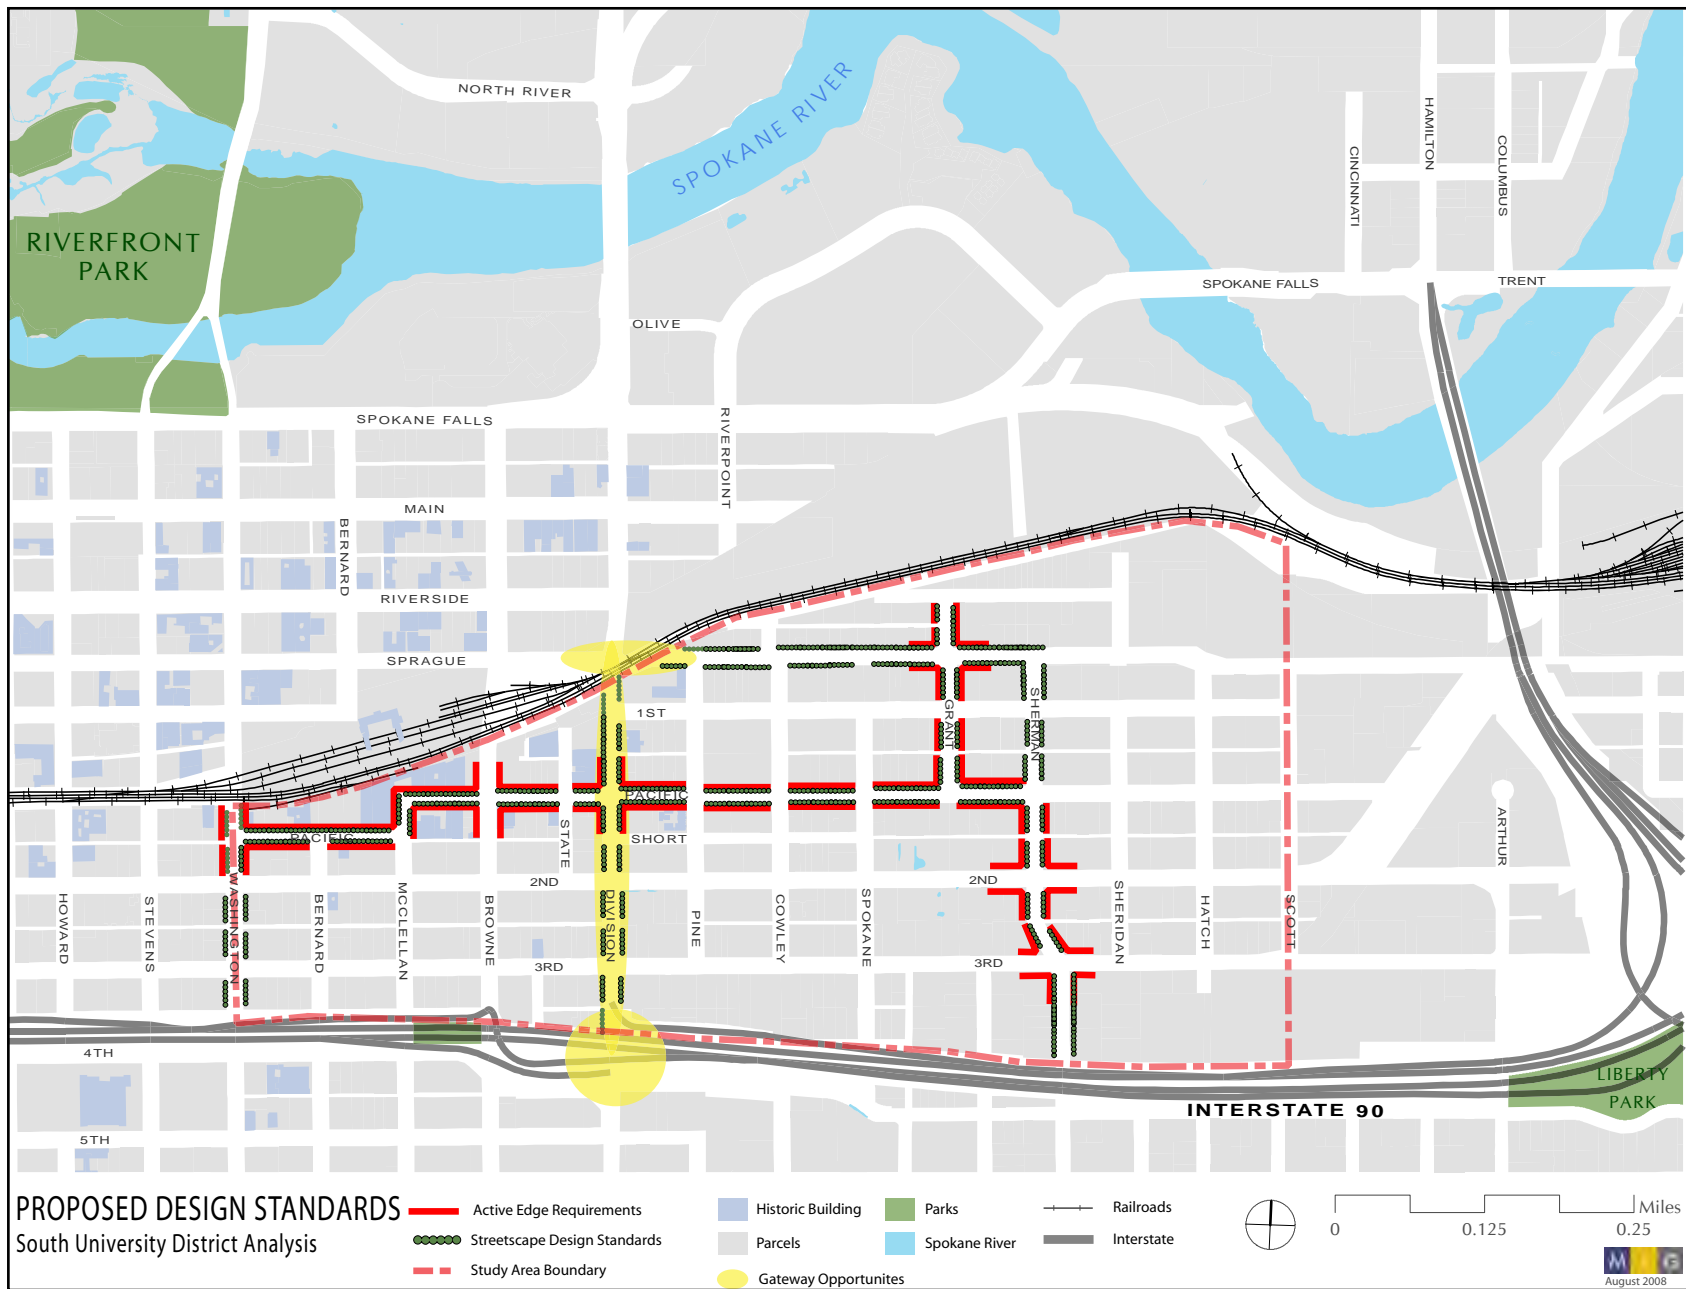 NORTH RIVER
SPOKANE RIVER
HAMILTON
COLUMBUS
CINCINNATI
RIVERFRONT
PARK
SPOKANE FALLS
TRENT
OLIVE
SPOKANE FALLS
RIVERPOINT
MAIN
BERNARD
RIVERSIDE
SPRAGUE
1ST
GRANT
SHERMAN
PACIFIC
PACIFIC
STATE
SHORT
ARTHUR
2ND
2ND
HOWARD
STEVENS
WASHINGTON
BERNARD
MCCLELLAN
BROWNE
DIVISION
PINE
COWLEY
SPOKANE
SHERIDAN
HATCH
SCOTT
3RD
3RD
4TH
LIBERTY
PARK
INTERSTATE 90
5TH
PROPOSED DESIGN STANDARDS
South University District Analysis
Active Edge Requirements
Streetscape Design Standards
Study Area Boundary
Historic Building
Parcels
Gateway Opportunites
Parks
Spokane River
Railroads
Interstate
Miles
0
0.125
0.25
M I G
August 2008